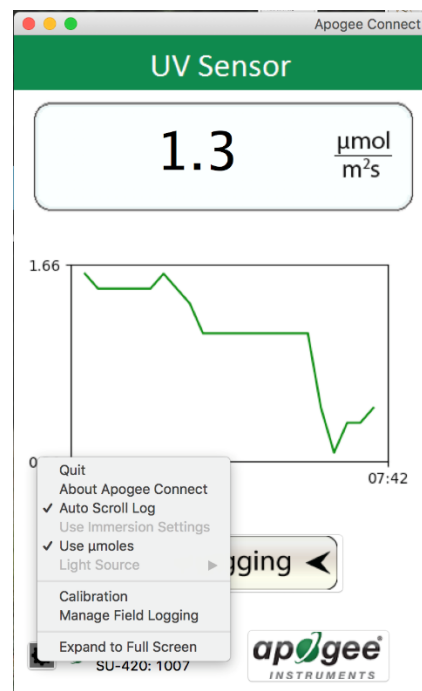 Apogee Connect
UV Sensor
1.3 µmol
m²s
1.66
07:42
Quit
About Apogee Connect
✓ Auto Scroll Log
Use Immersion Settings
✓ Use µmoles
Light Source ▶
Calibration
Manage Field Logging
Expand to Full Screen
SU-420: 1007
apogee
INSTRUMENTS